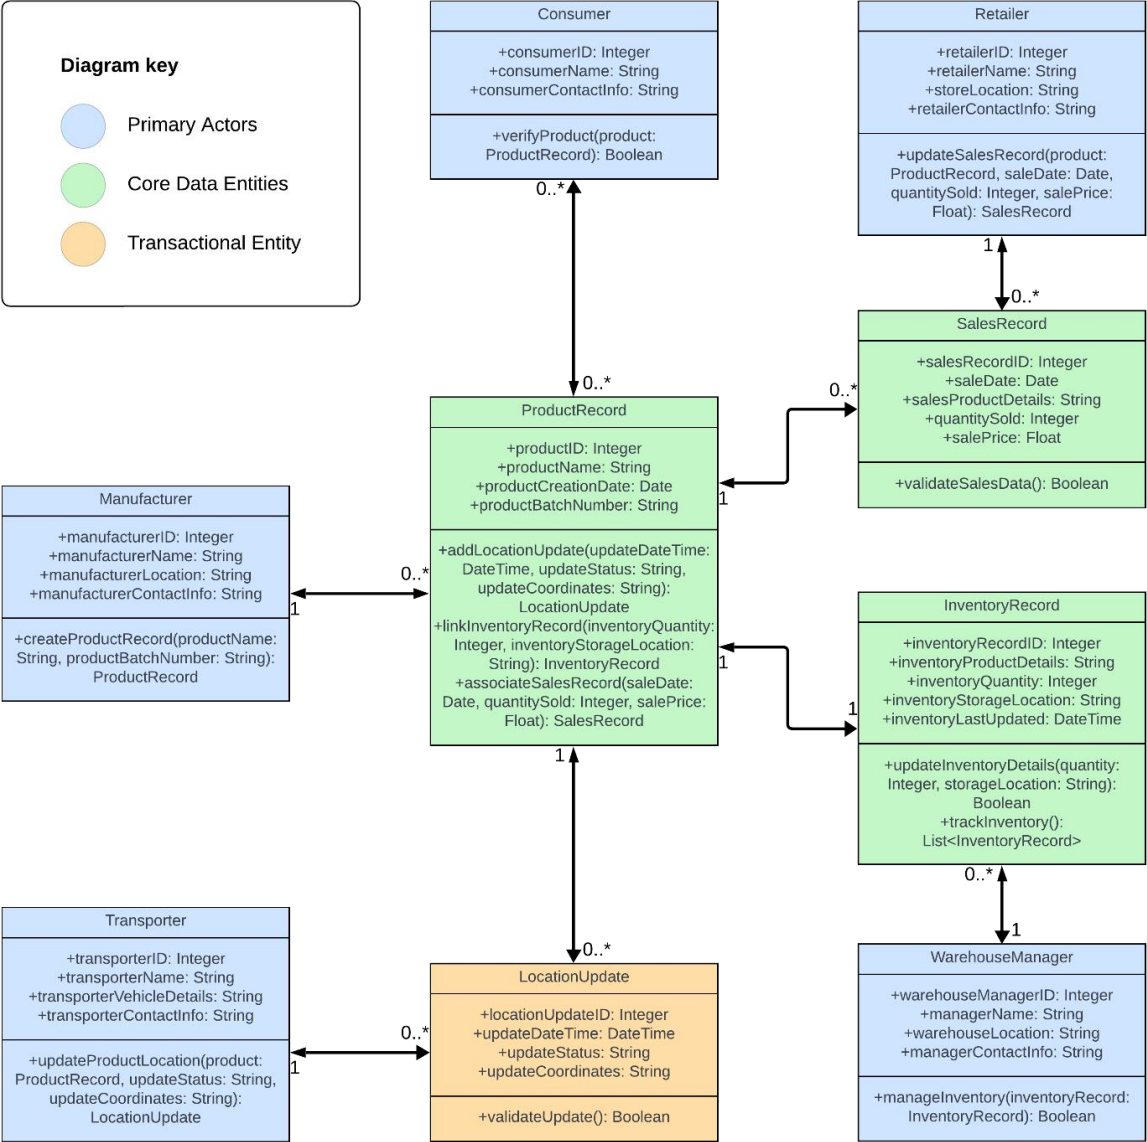 Diagram key
Primary Actors
Core Data Entities
Transactional Entity
Consumer
+consumerID: Integer
+consumerName: String
+consumerContactInfo: String
+verifyProduct(product:
ProductRecord): Boolean
0..*
0..*
Retailer
+retailerID: Integer
+retailerName: String
+storeLocation: String
+retailerContactInfo: String
+updateSalesRecord(product:
ProductRecord, saleDate: Date,
quantitySold: Integer, salePrice:
Float): SalesRecord
1
0..*
SalesRecord
+salesRecordID: Integer
+saleDate: Date
+salesProductDetails: String
+quantitySold: Integer
+salePrice: Float
+validateSalesData(): Boolean
0..*
1
ProductRecord
+productID: Integer
+productName: String
+productCreationDate: Date
+productBatchNumber: String
+addLocationUpdate(updateDateTime:
DateTime, updateStatus: String,
updateCoordinates: String):
LocationUpdate
+linkInventoryRecord(inventoryQuantity:
Integer, inventoryStorageLocation:
String): InventoryRecord
+associateSalesRecord(saleDate:
Date, quantitySold: Integer, salePrice:
Float): SalesRecord
Manufacturer
+manufacturerID: Integer
+manufacturerName: String
+manufacturerLocation: String
+manufacturerContactInfo: String
+createProductRecord(productName:
String, productBatchNumber: String):
ProductRecord
0..*
1
1
1
InventoryRecord
+inventoryRecordID: Integer
+inventoryProductDetails: String
+inventoryQuantity: Integer
+inventoryStorageLocation: String
+inventoryLastUpdated: DateTime
+updateInventoryDetails(quantity:
Integer, storageLocation: String):
Boolean
+trackInventory():
List<InventoryRecord>
0..*
1
1
0..*
Transporter
+transporterID: Integer
+transporterName: String
+transporterVehicleDetails: String
+transporterContactInfo: String
+updateProductLocation(product:
ProductRecord, updateStatus: String,
updateCoordinates: String):
LocationUpdate
0..*
1
LocationUpdate
+locationUpdateID: Integer
+updateDateTime: DateTime
+updateStatus: String
+updateCoordinates: String
+validateUpdate(): Boolean
WarehouseManager
+warehouseManagerID: Integer
+managerName: String
+warehouseLocation: String
+managerContactInfo: String
+manageInventory(inventoryRecord:
InventoryRecord): Boolean